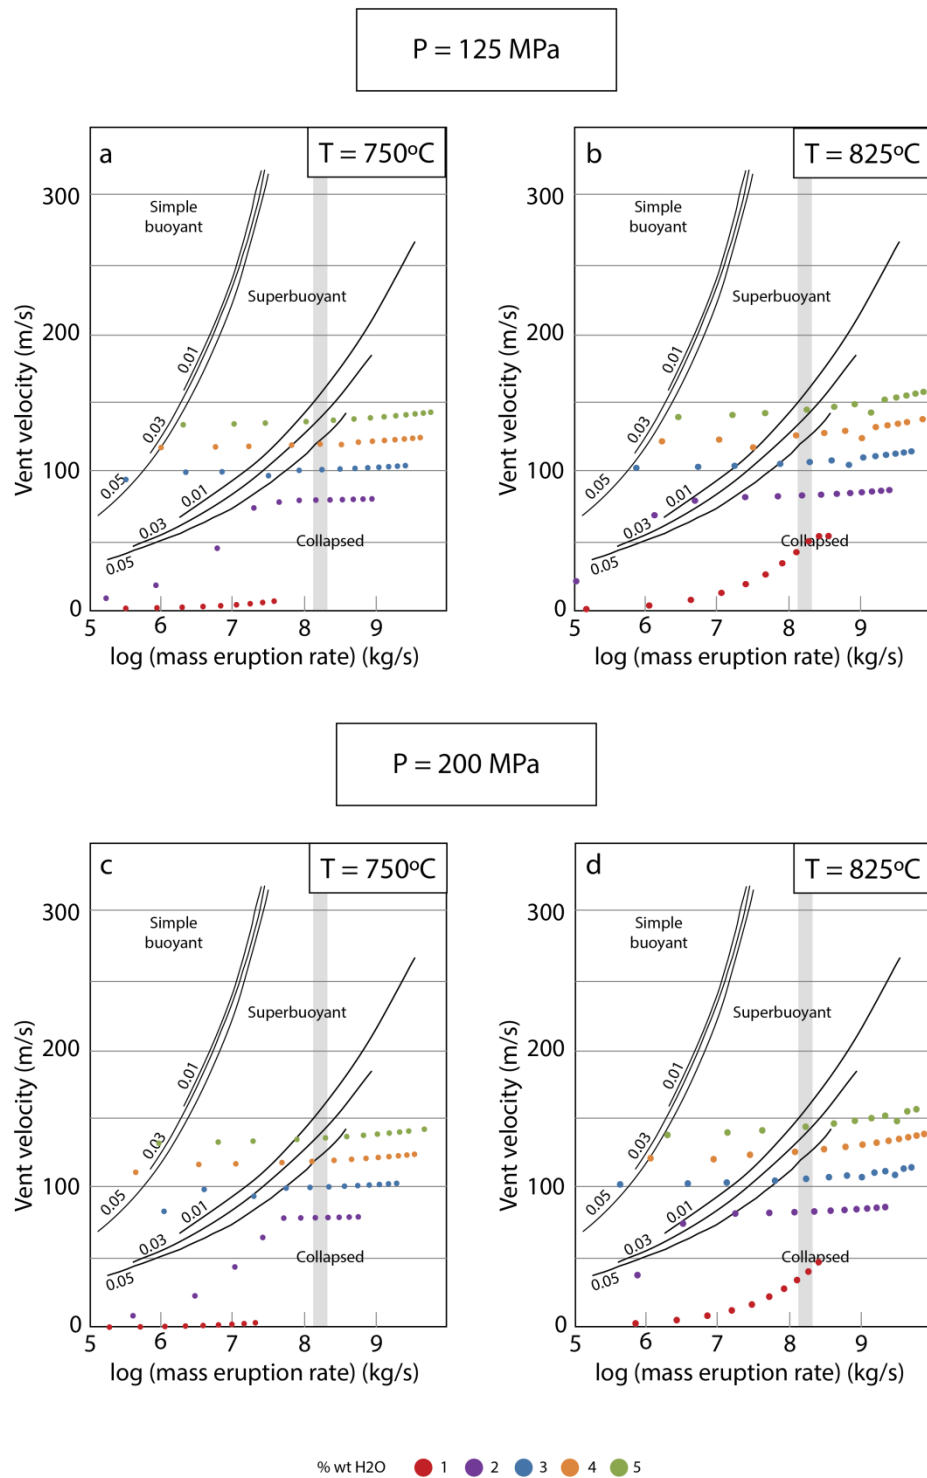 P = 125 MPa
a
T = 750ºC
Simple
buoyant
Superbuoyant
Collapsed
0.01
0.03
0.05
0.01
0.03
0.05
300
200
100
0
5 6 7 8 9
Vent velocity (m/s)
log (mass eruption rate) (kg/s)
b
T = 825ºC
Simple
buoyant
Superbuoyant
Collapsed
0.01
0.03
0.05
0.01
0.03
0.05
300
200
100
0
5 6 7 8 9
Vent velocity (m/s)
log (mass eruption rate) (kg/s)
P = 200 MPa
c
T = 750ºC
Simple
buoyant
Superbuoyant
Collapsed
0.01
0.03
0.05
0.01
0.03
0.05
300
200
100
0
5 6 7 8 9
Vent velocity (m/s)
log (mass eruption rate) (kg/s)
d
T = 825ºC
Simple
buoyant
Superbuoyant
Collapsed
0.01
0.03
0.05
0.01
0.03
0.05
300
200
100
0
5 6 7 8 9
Vent velocity (m/s)
log (mass eruption rate) (kg/s)
% wt H2O 1 2 3 4 5